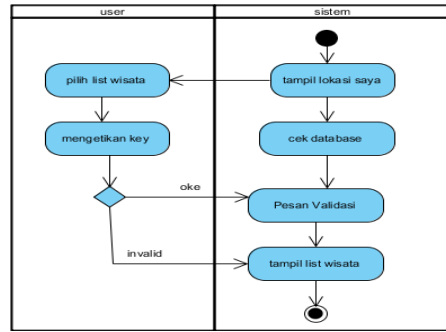 user
sistem
pilih list wisata
tampil lokasi saya
mengetikan key
cek database
oke
Pesan Validasi
invalid
tampil list wisata